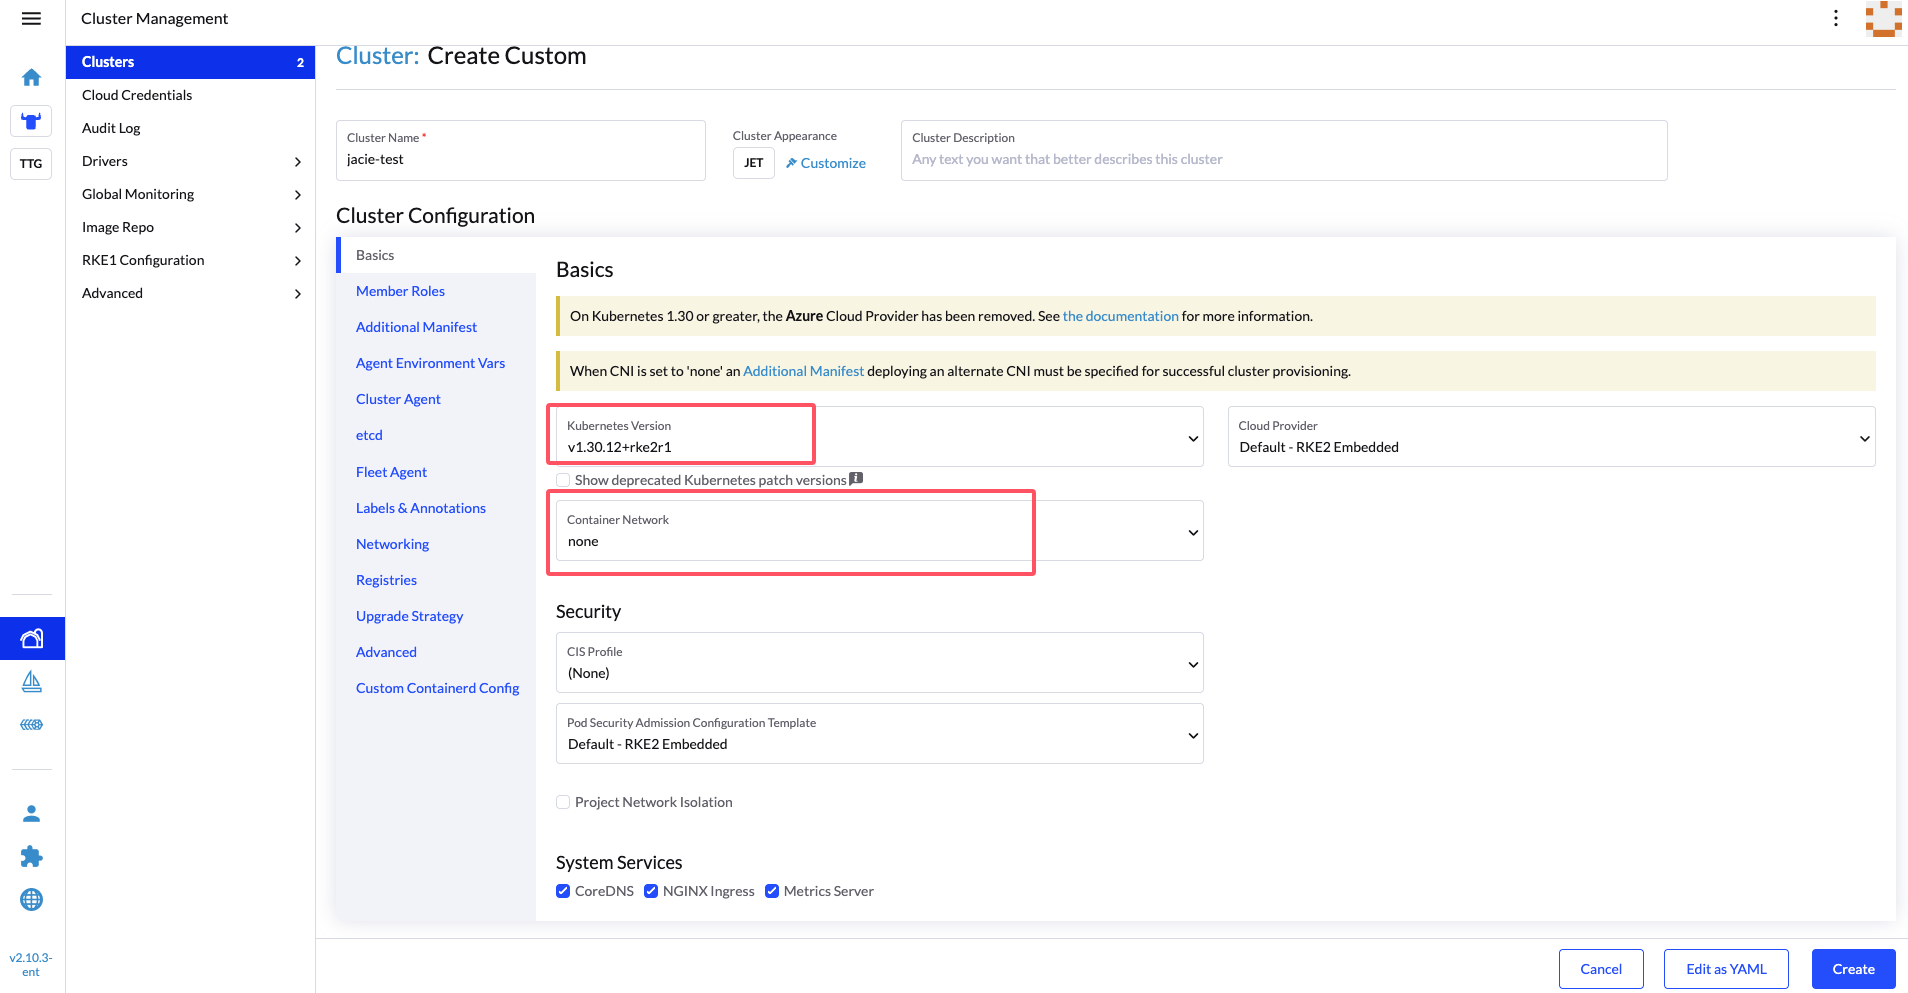 Cluster Management
TTG
v2.10.3-
ent
Clusters 2
Cloud Credentials
Audit Log
Drivers
Global Monitoring
Image Repo
RKE1 Configuration
Advanced
Cluster: Create Custom
Cluster Name *
jacie-test
Cluster Appearance
JET Customize
Cluster Description
Any text you want that better describes this cluster
Cluster Configuration
Basics
Member Roles
Additional Manifest
Agent Environment Vars
Cluster Agent
etcd
Fleet Agent
Labels & Annotations
Networking
Registries
Upgrade Strategy
Advanced
Custom Containerd Config
Basics
On Kubernetes 1.30 or greater, the Azure Cloud Provider has been removed. See the documentation for more information.
When CNI is set to 'none' an Additional Manifest deploying an alternate CNI must be specified for successful cluster provisioning.
Kubernetes Version
v1.30.12+rke2r1
Cloud Provider
Default - RKE2 Embedded
Show deprecated Kubernetes patch versions
Container Network
none
Security
CIS Profile
(None)
Pod Security Admission Configuration Template
Default - RKE2 Embedded
Project Network Isolation
System Services
CoreDNS NGINX Ingress Metrics Server
Cancel Edit as YAML Create